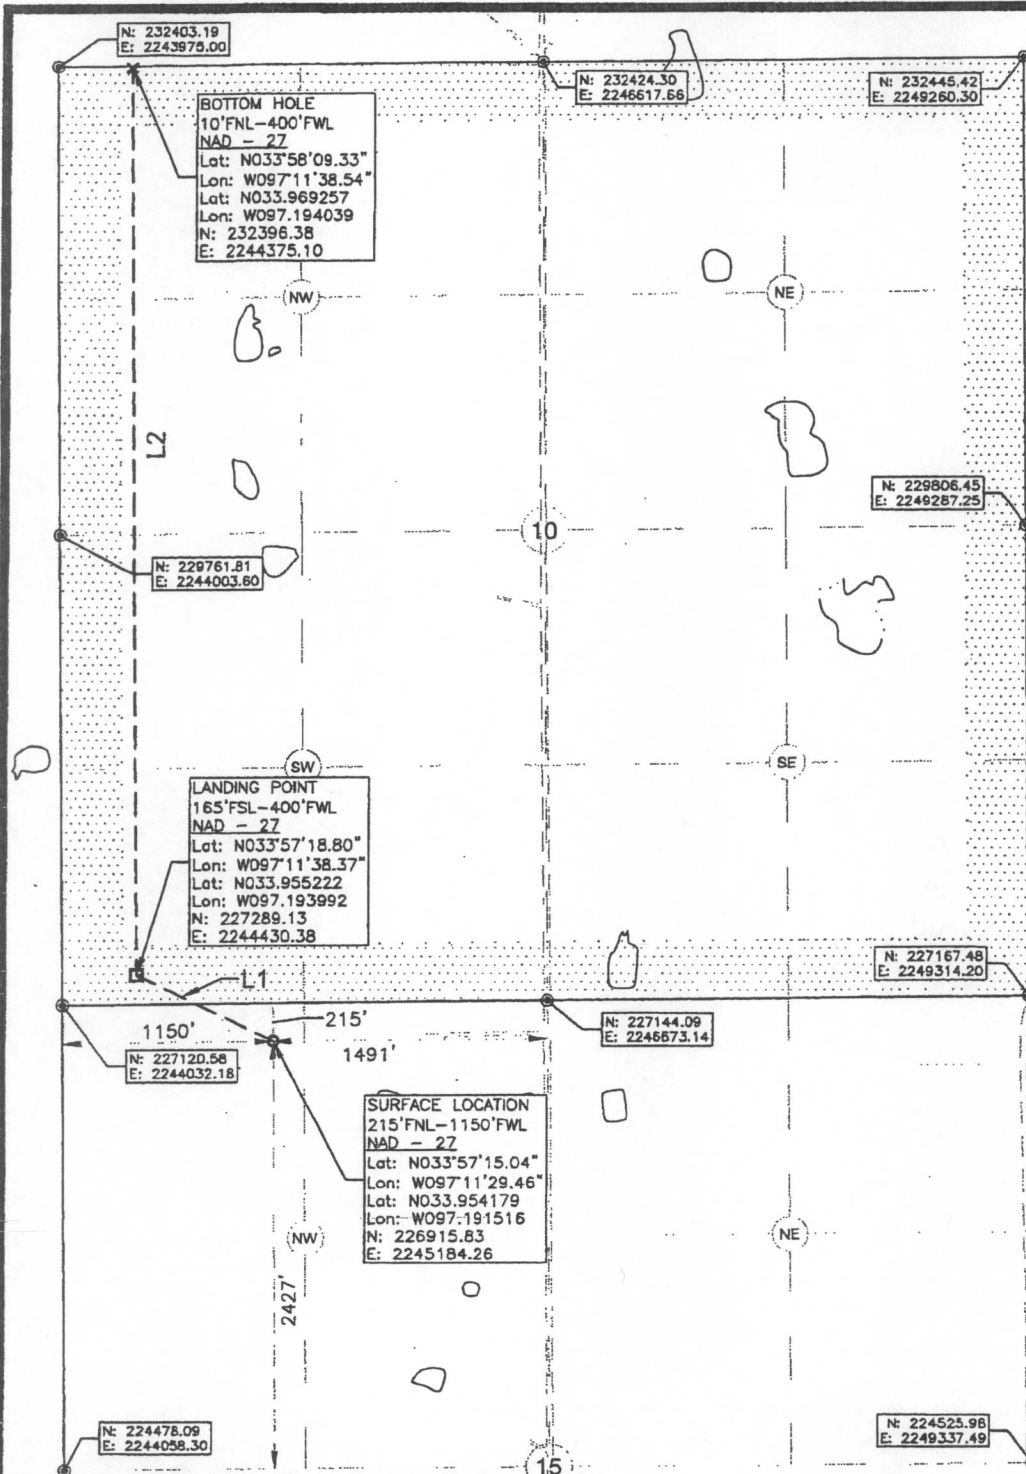 N: 232403.19
E: 2243975.00
N: 232424.30
E: 2246617.66
N: 232445.42
E: 2249260.30
BOTTOM HOLE
10'FNL-400'FWL
NAD - 27
Lat: N033°58'09.33"
Lon: W097°11'38.54"
Lat: N033.969257
Lon: W097.194039
N: 232396.38
E: 2244375.10
NW
NE
L2
N: 229806.45
E: 2249287.25
10
N: 229761.81
E: 2244003.60
SW
SE
LANDING POINT
165'FSL-400'FWL
NAD - 27
Lat: N033°57'18.80"
Lon: W097°11'38.37"
Lat: N033.955222
Lon: W097.193992
N: 227289.13
E: 2244430.38
N: 227167.48
E: 2249314.20
L1
215'
1150'
1491'
N: 227144.09
E: 2246673.14
N: 227120.58
E: 2244032.18
SURFACE LOCATION
215'FNL-1150'FWL
NAD - 27
Lat: N033°57'15.04"
Lon: W097°11'29.46"
Lat: N033.954179
Lon: W097.191516
N: 226915.83
E: 2245184.26
NW
NE
2427'
N: 224478.09
E: 2244058.30
N: 224525.98
E: 2249337.49
15